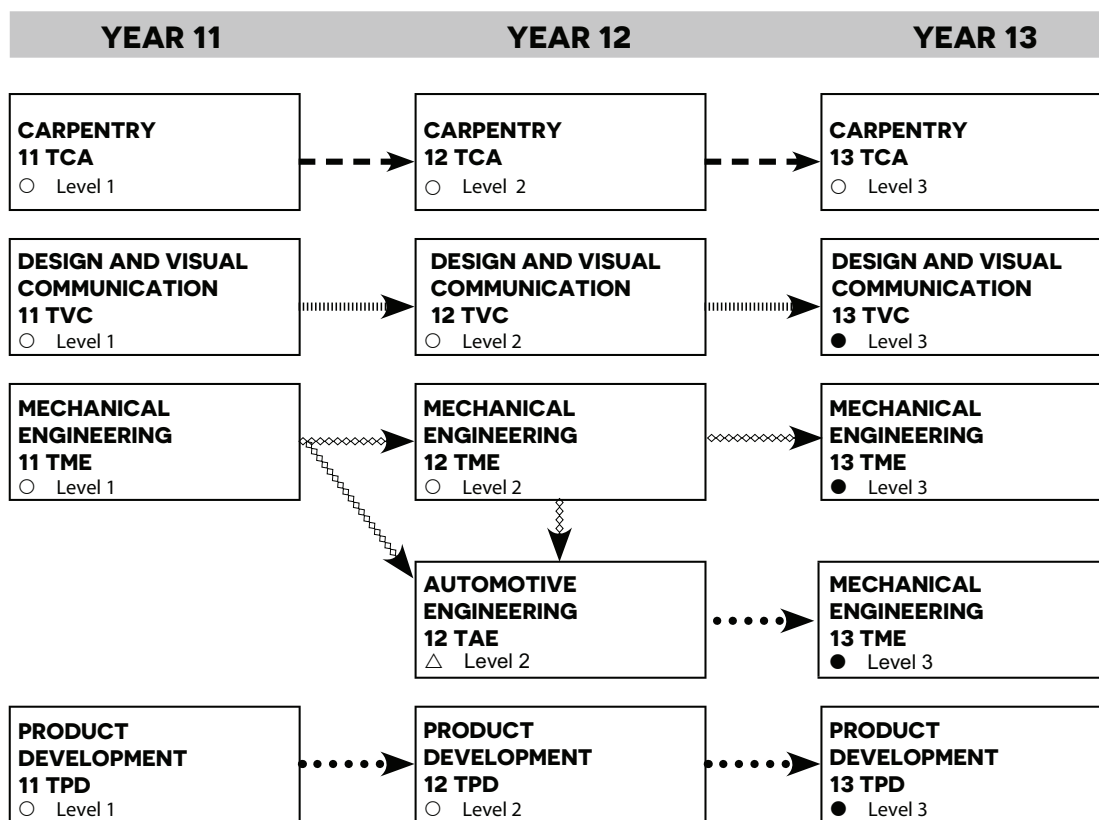 YEAR 11
YEAR 12
YEAR 13
CARPENTRY
11 TCA
○ Level 1
CARPENTRY
12 TCA
○ Level 2
CARPENTRY
13 TCA
○ Level 3
DESIGN AND VISUAL
COMMUNICATION
11 TVC
○ Level 1
DESIGN AND VISUAL
COMMUNICATION
12 TVC
○ Level 2
DESIGN AND VISUAL
COMMUNICATION
13 TVC
● Level 3
MECHANICAL
ENGINEERING
11 TME
○ Level 1
MECHANICAL
ENGINEERING
12 TME
○ Level 2
MECHANICAL
ENGINEERING
13 TME
● Level 3
AUTOMOTIVE
ENGINEERING
12 TAE
△ Level 2
MECHANICAL
ENGINEERING
13 TME
● Level 3
PRODUCT
DEVELOPMENT
11 TPD
○ Level 1
PRODUCT
DEVELOPMENT
12 TPD
○ Level 2
PRODUCT
DEVELOPMENT
13 TPD
● Level 3